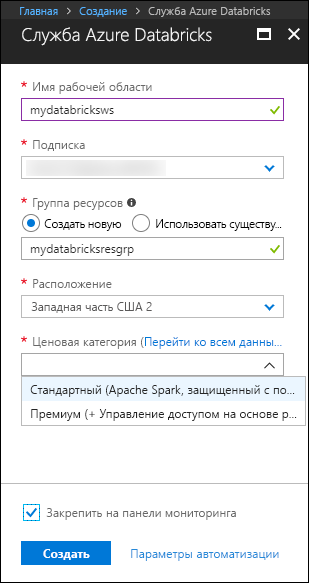 Главная > Создание > Служба Azure Databricks
Служба Azure Databricks
* Имя рабочей области
mydatabricksws
* Подписка
* Группа ресурсов
Создать новую Использовать существу...
mydatabricksresgrp
* Расположение
Западная часть США 2
* Ценовая категория (Перейти ко всем данны...
Стандартный (Apache Spark, защищенный с по...
Премиум (+ Управление доступом на основе р...
Закрепить на панели мониторинга
Создать Параметры автоматизации